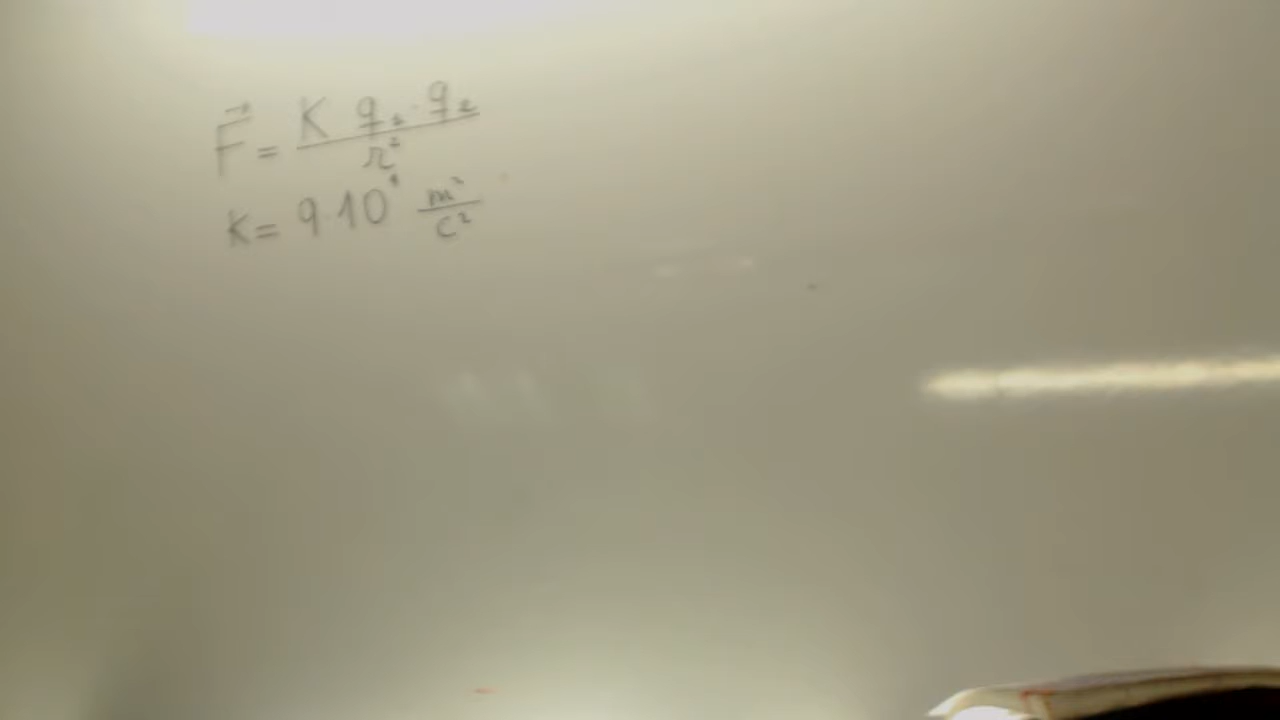 F⃗ = K q₁ · q₂ / r²
K = 9·10⁹ m² / c²